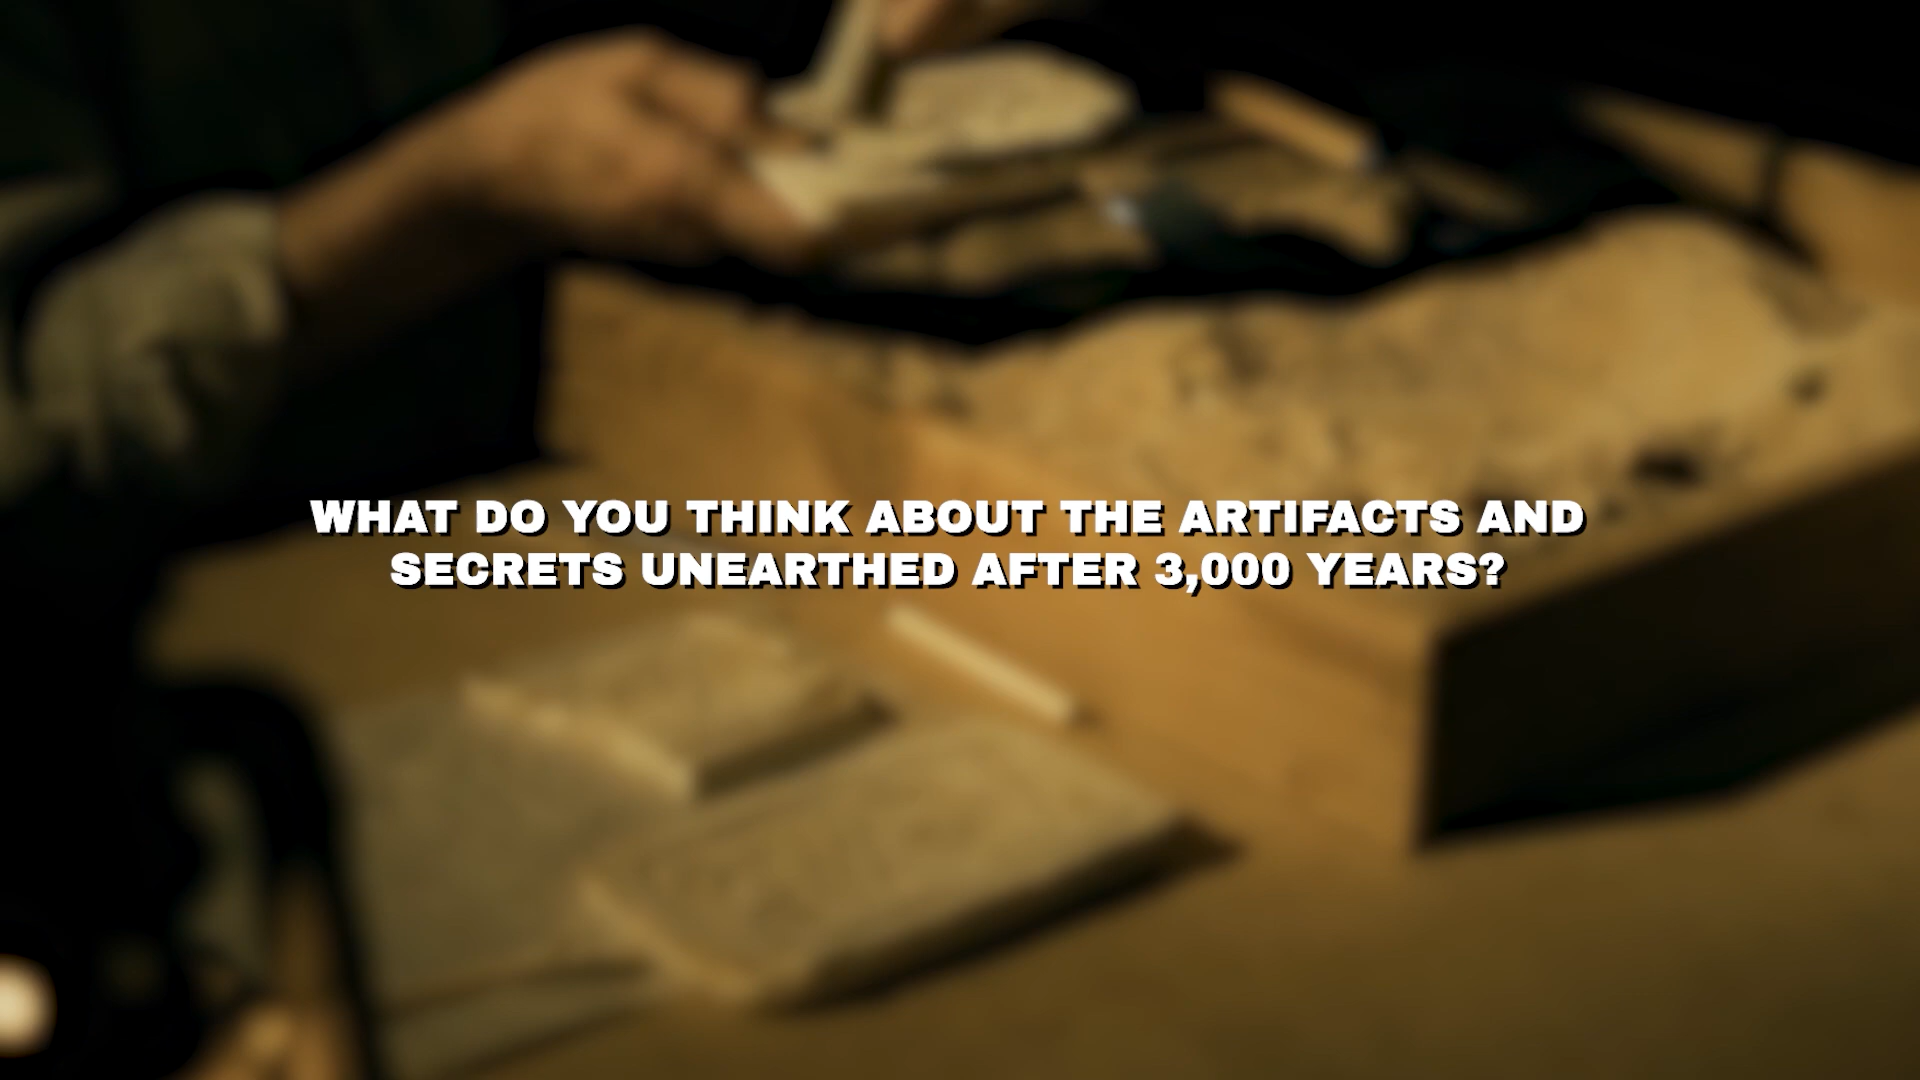 WHAT DO YOU THINK ABOUT THE ARTIFACTS AND
SECRETS UNEARTHED AFTER 3,000 YEARS?